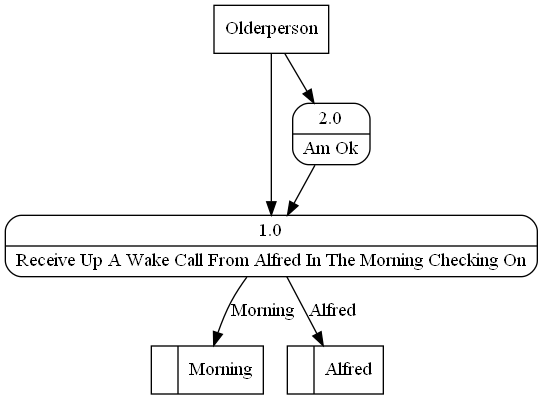 Olderperson
2.0
Am Ok
1.0
Receive Up A Wake Call From Alfred In The Morning Checking On
Morning
Alfred
Morning
Alfred